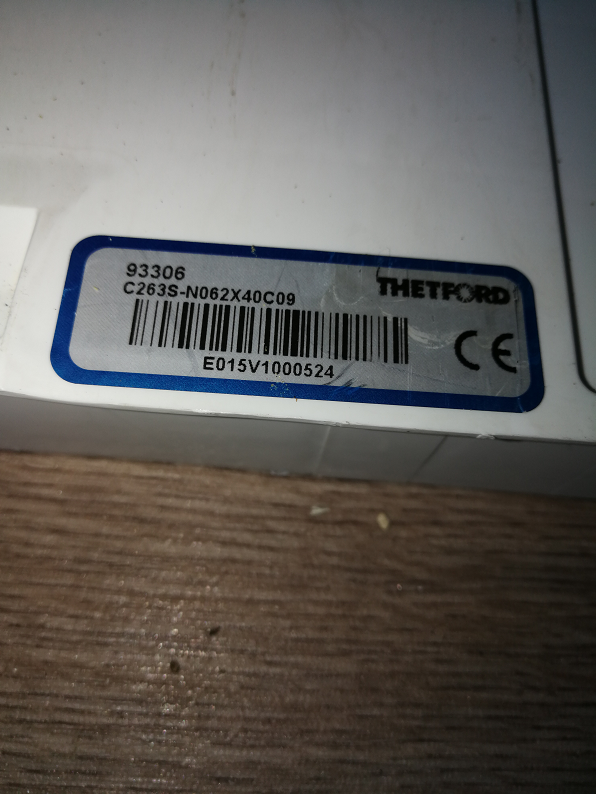 93306
C263S-N062X40C09
THETFORD
CE
E015V1000524